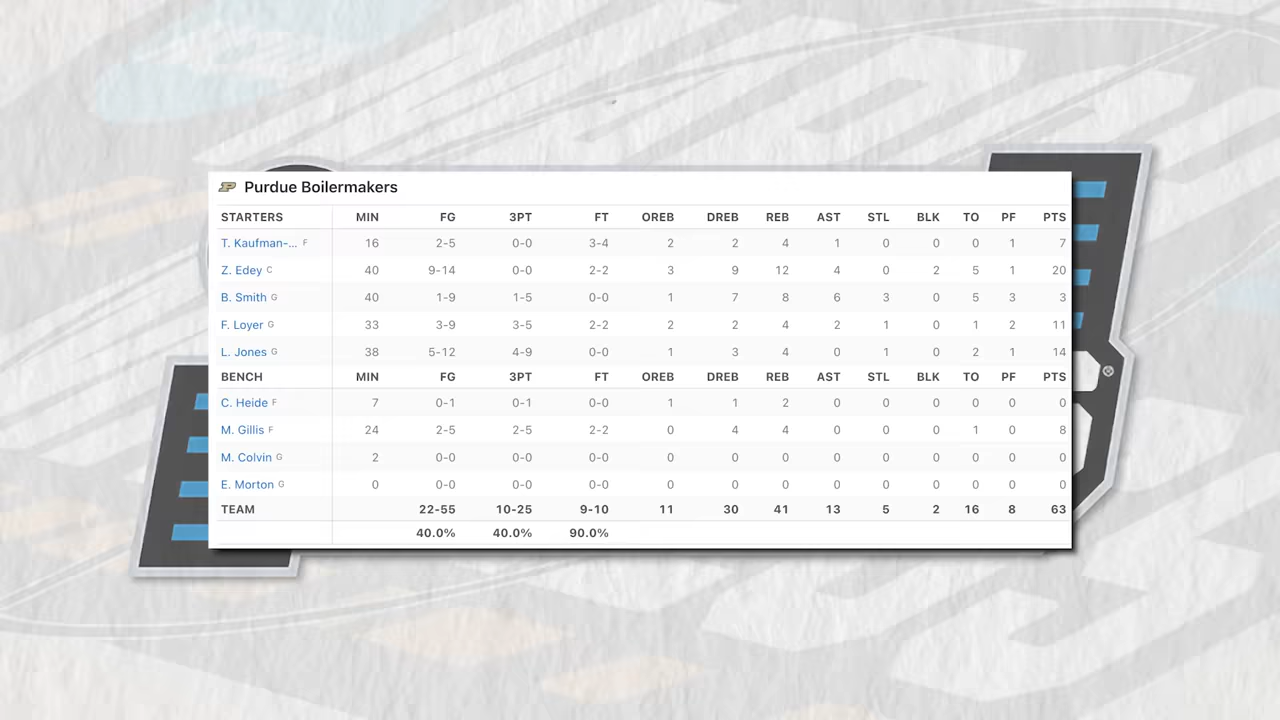 Purdue Boilermakers
STARTERS MIN FG 3PT FT OREB DREB REB AST STL BLK TO PF PTS
T. Kaufman-... F 16 2-5 0-0 3-4 2 2 4 1 0 0 0 1 7
Z. Edey C 40 9-14 0-0 2-2 3 9 12 4 0 2 5 1 20
B. Smith G 40 1-9 1-5 0-0 1 7 8 6 3 0 5 3 3
F. Loyer G 33 3-9 3-5 2-2 2 2 4 2 1 0 1 2 11
L. Jones G 38 5-12 4-9 0-0 1 3 4 0 1 0 2 1 14
BENCH MIN FG 3PT FT OREB DREB REB AST STL BLK TO PF PTS
C. Heide F 7 0-1 0-1 0-0 1 1 2 0 0 0 0 0 0
M. Gillis F 24 2-5 2-5 2-2 0 4 4 0 0 0 1 0 8
M. Colvin G 2 0-0 0-0 0-0 0 0 0 0 0 0 0 0 0
E. Morton G 0 0-0 0-0 0-0 0 0 0 0 0 0 0 0 0
TEAM 22-55 10-25 9-10 11 30 41 13 5 2 16 8 63
40.0% 40.0% 90.0%